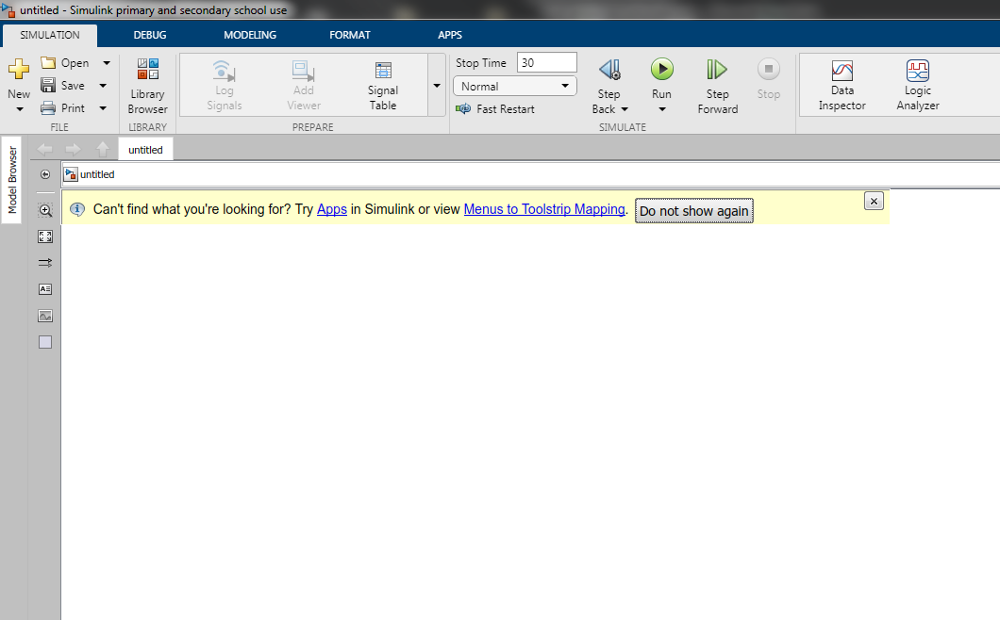 untitled - Simulink primary and secondary school use
SIMULATION DEBUG MODELING FORMAT APPS
New
Open
Save
Print
FILE
Library
Browser
LIBRARY
Log
Signals
Add
Viewer
Signal
Table
PREPARE
Stop Time 30
Normal
Fast Restart
Step
Back
Run
Step
Forward
Stop
SIMULATE
Data
Inspector
Logic
Analyzer
Model Browser
untitled
untitled
Can't find what you're looking for? Try Apps in Simulink or view Menus to Toolstrip Mapping. Do not show again